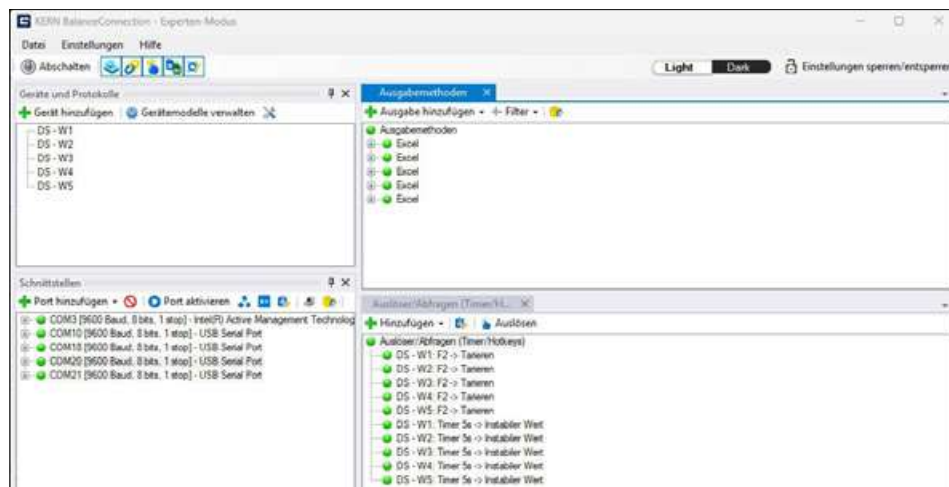 KERN BalanceConnection - Experten-Modus
Datei Einstellungen Hilfe
Abschalten
Light Dark Einstellungen sperren/entsperren
Geräte und Protokolle
Gerät hinzufügen Gerätemodelle verwalten
DS - W1
DS - W2
DS - W3
DS - W4
DS - W5
Ausgabemethoden
Ausgabe hinzufügen Filter
Ausgabemethoden
Excel
Excel
Excel
Excel
Excel
Schnittstellen
Port hinzufügen Port aktivieren
COM3 [9600 Baud, 8 bits, 1 stop] - Intel(R) Active Management Technolog
COM10 [9600 Baud, 8 bits, 1 stop] - USB Serial Port
COM18 [9600 Baud, 8 bits, 1 stop] - USB Serial Port
COM20 [9600 Baud, 8 bits, 1 stop] - USB Serial Port
COM21 [9600 Baud, 8 bits, 1 stop] - USB Serial Port
Auslöser/Abfragen (Timer/H...
Hinzufügen Auslösen
Auslöser/Abfragen (Timer/Hotkeys)
DS - W1: F2 -> Tarieren
DS - W2: F2 -> Tarieren
DS - W3: F2 -> Tarieren
DS - W4: F2 -> Tarieren
DS - W5: F2 -> Tarieren
DS - W1: Timer 5s -> Instabiler Wert
DS - W2: Timer 5s -> Instabiler Wert
DS - W3: Timer 5s -> Instabiler Wert
DS - W4: Timer 5s -> Instabiler Wert
DS - W5: Timer 5s -> Instabiler Wert